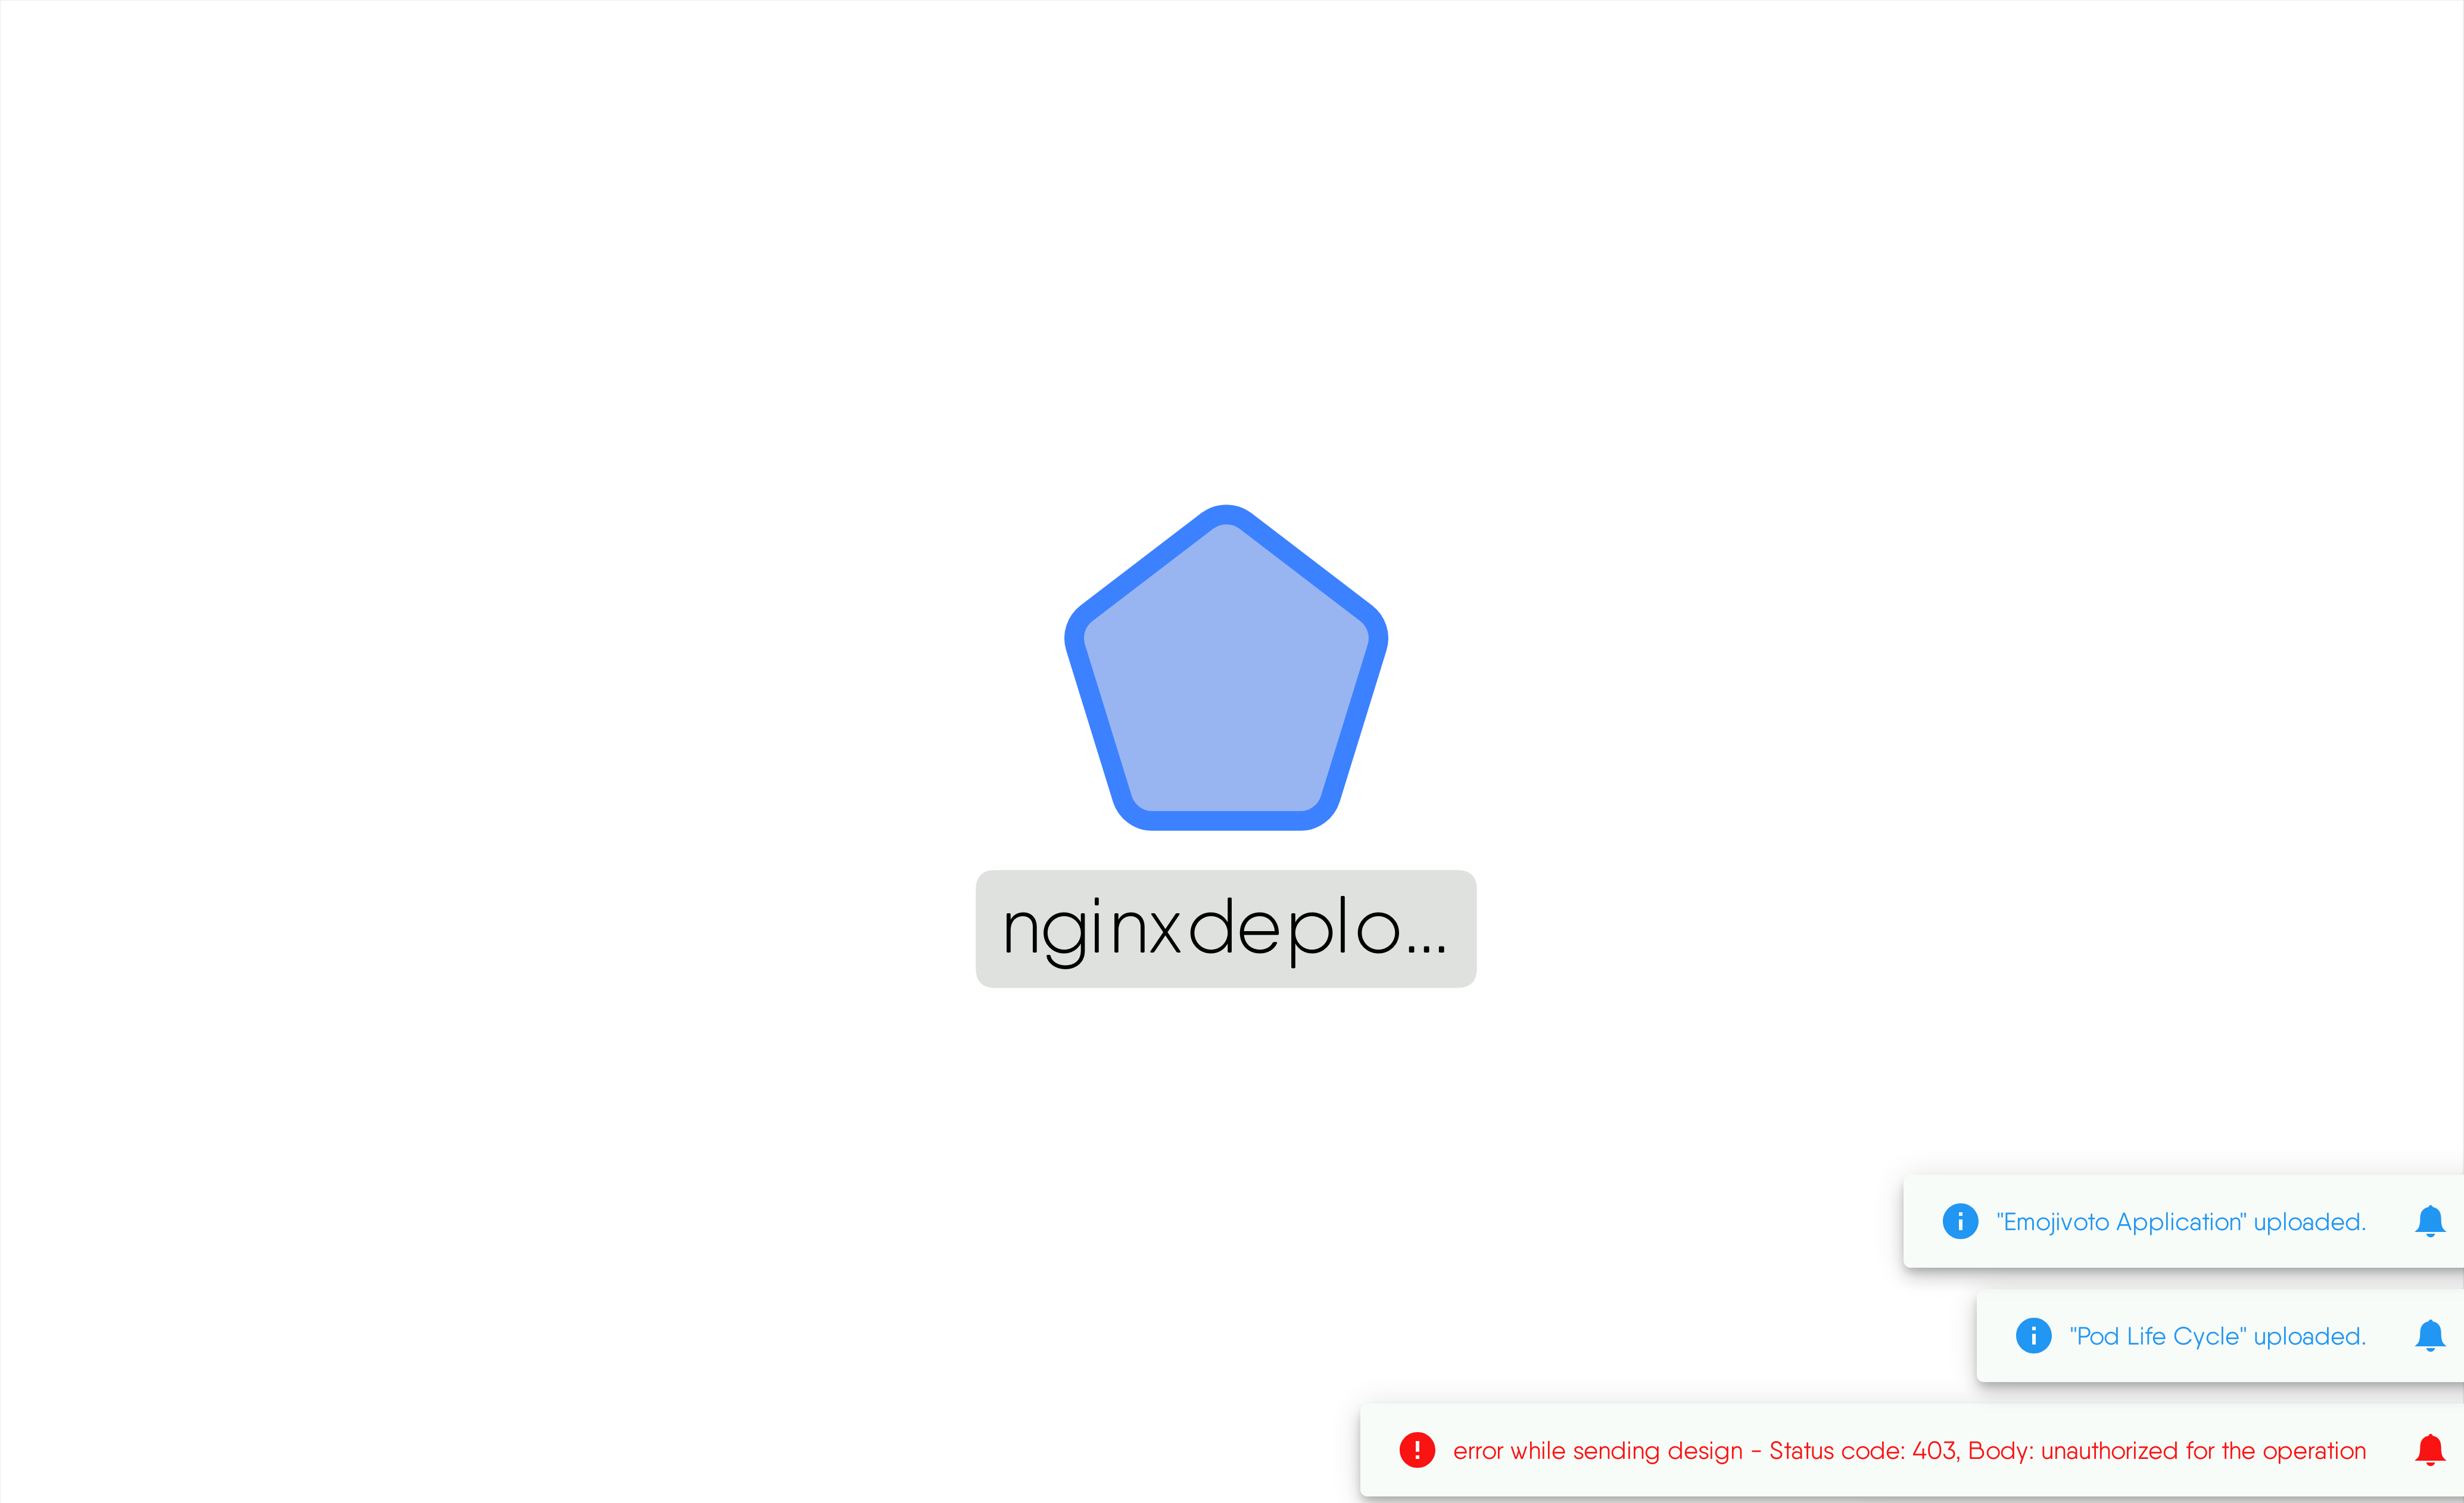 nginxdeplo...
"Emojivoto Application" uploaded.
"Pod Life Cycle" uploaded.
error while sending design - Status code: 403, Body: unauthorized for the operation